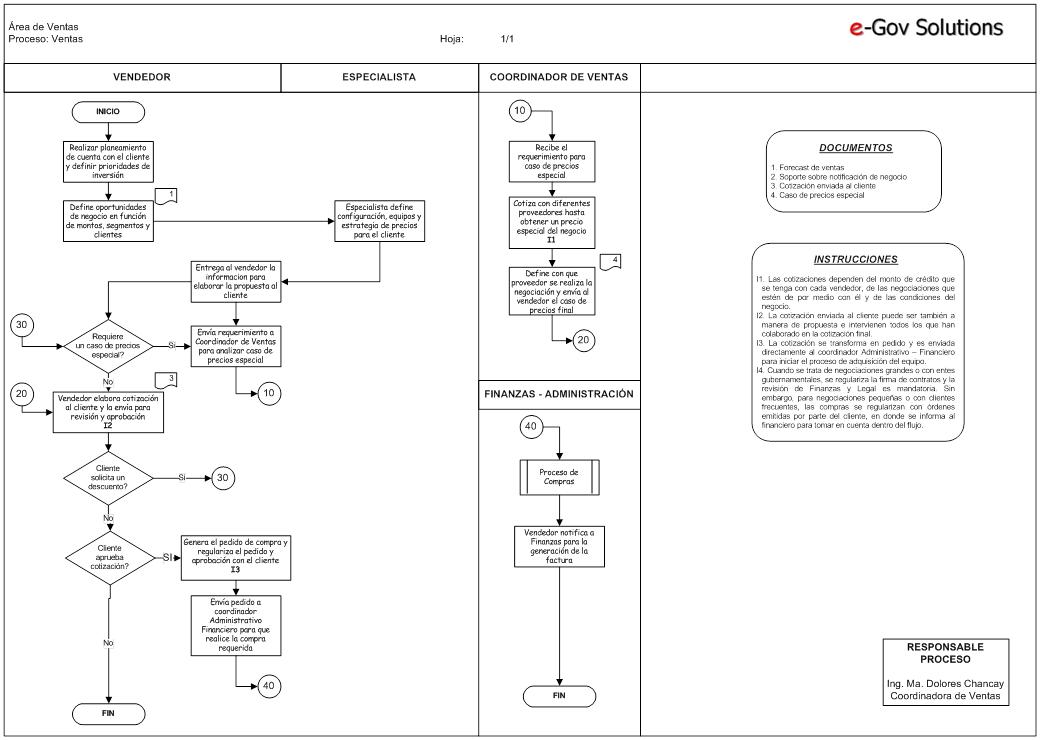 Área de Ventas
Proceso: Ventas
Hoja: 1/1
e-Gov Solutions
VENDEDOR
ESPECIALISTA
COORDINADOR DE VENTAS
INICIO
Realizar planeamiento
de cuenta con el cliente
y definir prioridades de
inversión
1
Define oportunidades
de negocio en función
de montos, segmentos y
clientes
Especialista define
configuración, equipos y
estrategia de precios
para el cliente
Entrega al vendedor la
informacion para
elaborar la propuesta al
cliente
30
Requiere
un caso de precios
especial?
Si
Envía requerimiento a
Coordinador de Ventas
para analizar caso de
precios especial
10
No
3
20
Vendedor elabora cotización
al cliente y la envía para
revisión y aprobación
I2
Cliente
solicita un
descuento?
Si
30
No
Cliente
aprueba
cotización?
SI
Genera el pedido de compra y
regulariza el pedido y
aprobación con el cliente
I3
Envía pedido a
coordinador
Administrativo
Financiero para que
realice la compra
requerida
40
No
FIN
10
Recibe el
requerimiento para
caso de precios
especial
Cotiza con diferentes
proveedores hasta
obtener un precio
especial del negocio
I1
4
Define con que
proveedor se realiza la
negociación y envía al
vendedor el caso de
precios final
20
FINANZAS - ADMINISTRACIÓN
40
Proceso de
Compras
Vendedor notifica a
Finanzas para la
generación de la
factura
FIN
DOCUMENTOS
1. Forecast de ventas
2. Soporte sobre notificación de negocio
3. Cotización enviada al cliente
4. Caso de precios especial
INSTRUCCIONES
I1. Las cotizaciones dependen del monto de crédito que
se tenga con cada vendedor, de las negociaciones que
estén de por medio con él y de las condiciones del
negocio.
I2. La cotización enviada al cliente puede ser también a
manera de propuesta e intervienen todos los que han
colaborado en la cotización final.
I3. La cotización se transforma en pedido y es enviada
directamente al coordinador Administrativo – Financiero
para iniciar el proceso de adquisición del equipo.
I4. Cuando se trata de negociaciones grandes o con entes
gubernamentales, se regulariza la firma de contratos y la
revisión de Finanzas y Legal es mandatoria. Sin
embargo, para negociaciones pequeñas o con clientes
frecuentes, las compras se regularizan con órdenes
emitidas por parte del cliente, en donde se informa al
financiero para tomar en cuenta dentro del flujo.
RESPONSABLE
PROCESO
Ing. Ma. Dolores Chancay
Coordinadora de Ventas